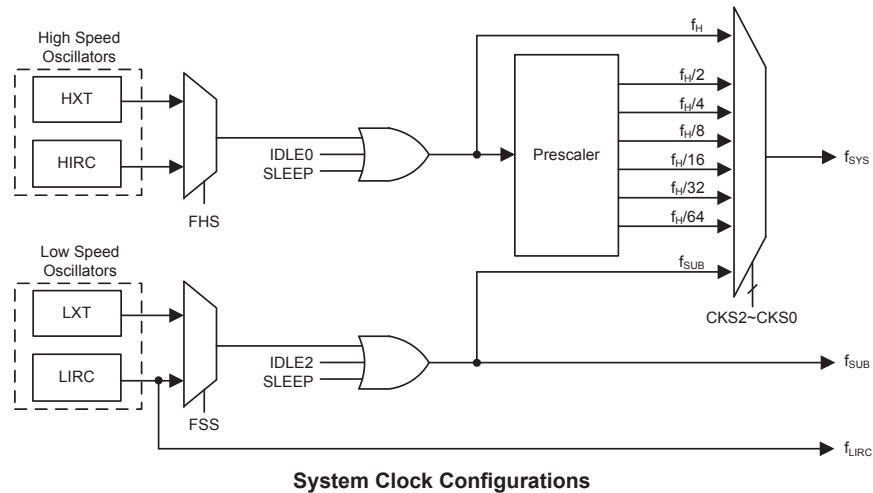 High Speed
Oscillators
HXT
HIRC
FHS
IDLE0
SLEEP
Prescaler
fH
fH/2
fH/4
fH/8
fH/16
fH/32
fH/64
fSUB
CKS2~CKS0
fSYS
Low Speed
Oscillators
LXT
LIRC
FSS
IDLE2
SLEEP
fSUB
fLIRC
System Clock Configurations